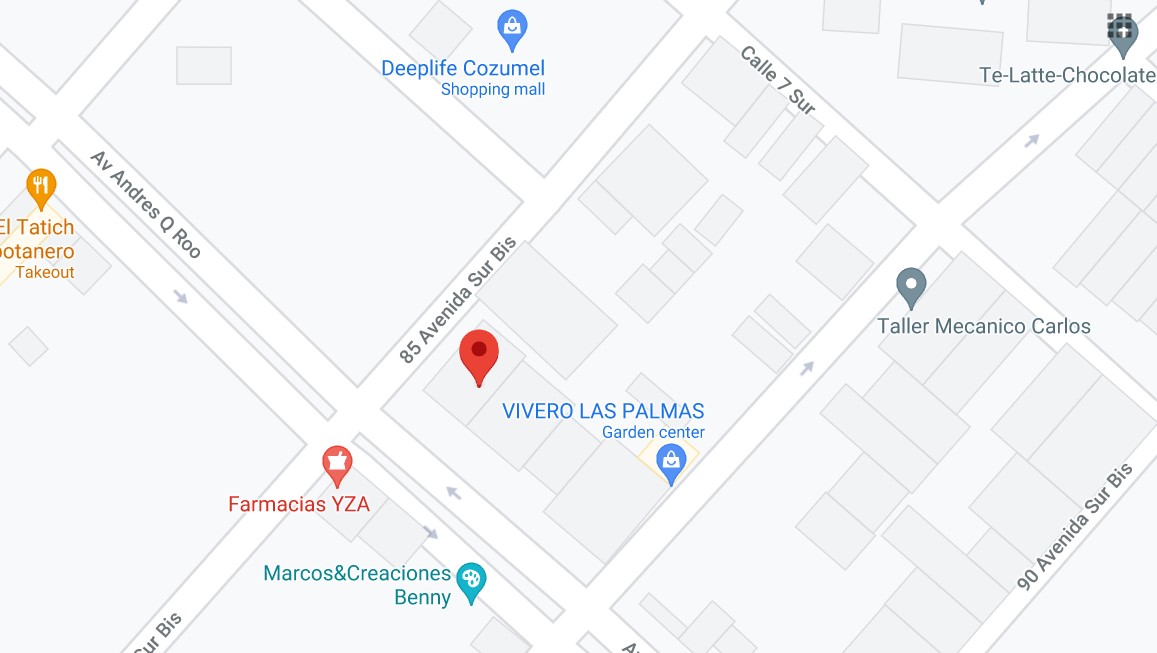 Deeplife Cozumel
Shopping mall
Calle 7 Sur
Te-Latte-Chocolate
Av Andres Q Roo
El Tatich
botanero
Takeout
85 Avenida Sur Bis
Taller Mecanico Carlos
VIVERO LAS PALMAS
Garden center
Farmacias YZA
90 Avenida Sur Bis
Marcos&Creaciones
Benny
Sur Bis
A